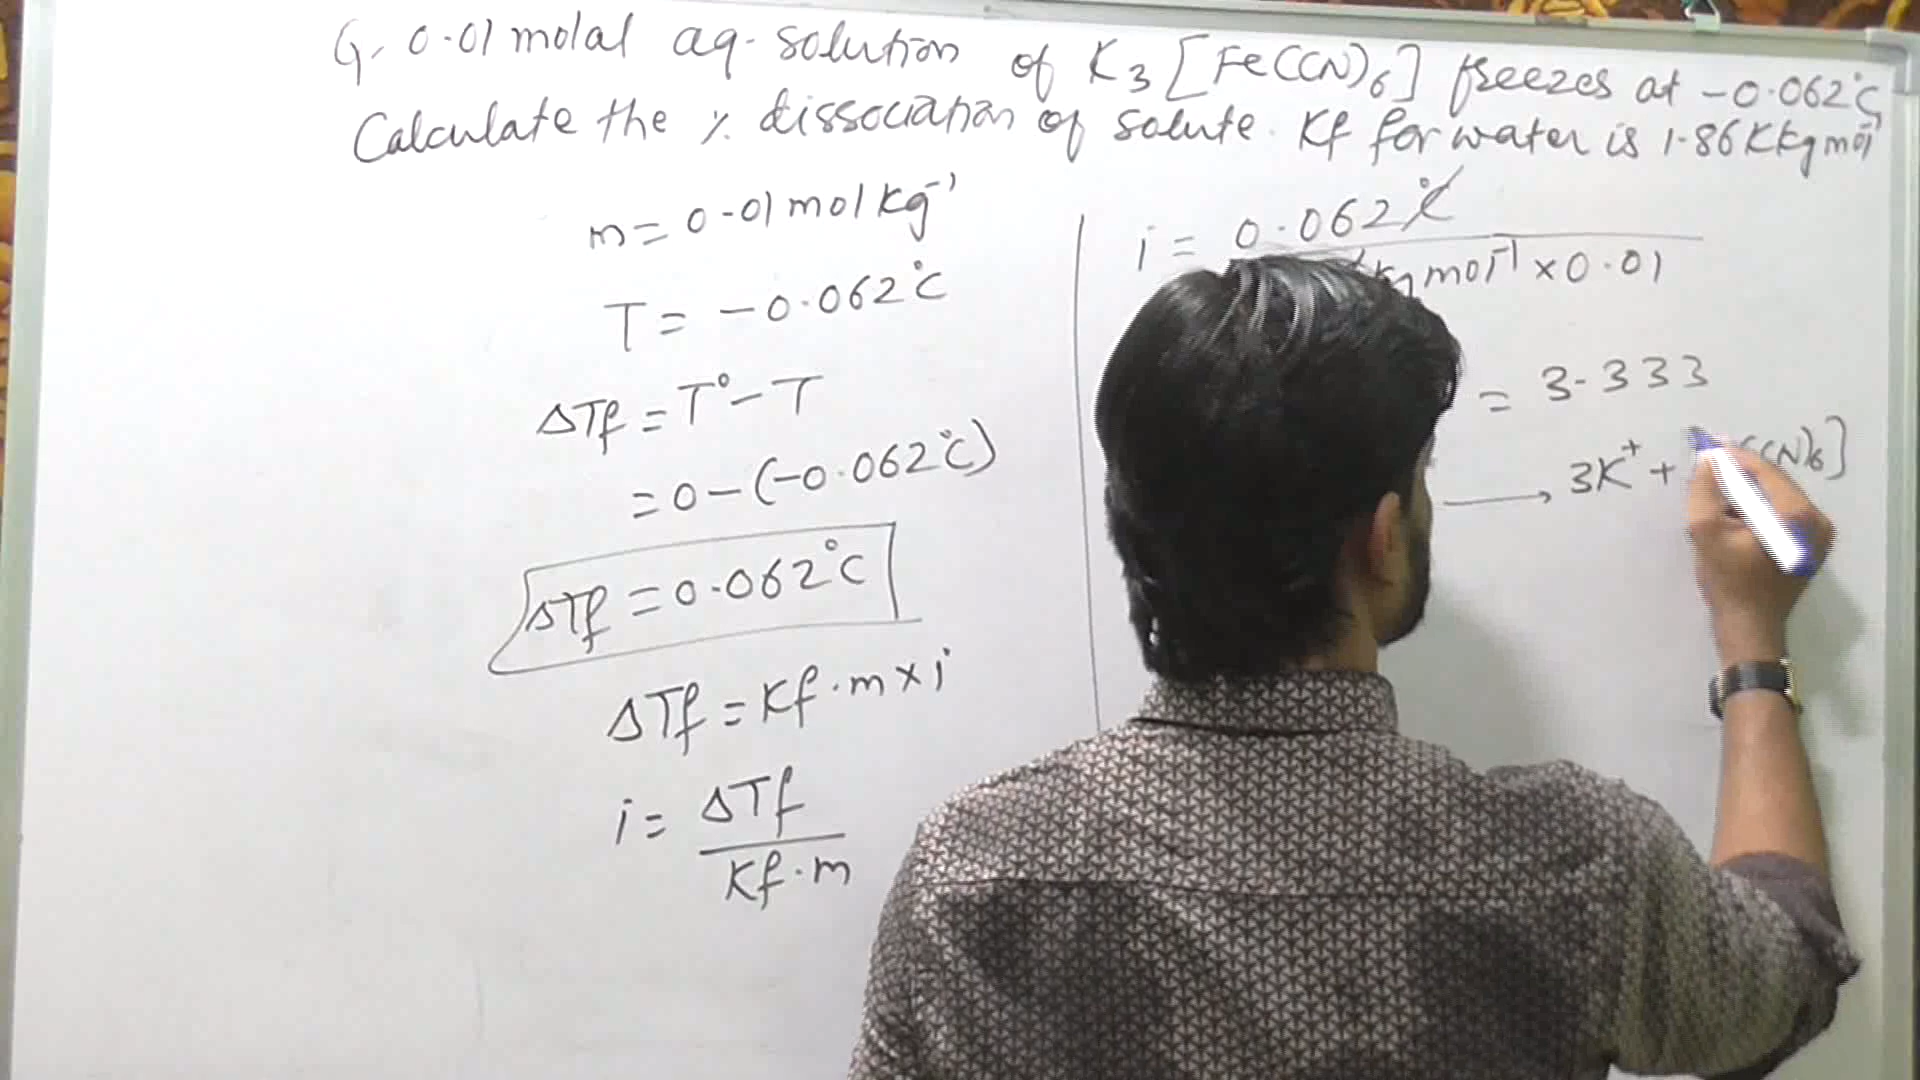 Q. 0.01 molal aq. solution of K3[Fe(CN)6] freezes at -0.062°C
Calculate the % dissociation of solute. Kf for water is 1.86 K kg mol⁻¹
m = 0.01 mol kg⁻¹
T = -0.062°C
ΔTf = T° - T
= 0 - (-0.062°C)
ΔTf = 0.062°C
ΔTf = Kf . m x i
i = ΔTf
Kf . m
i = 0.062°C
kg mol⁻¹ x 0.01
= 3.333
→ 3K⁺ + (CN)6]